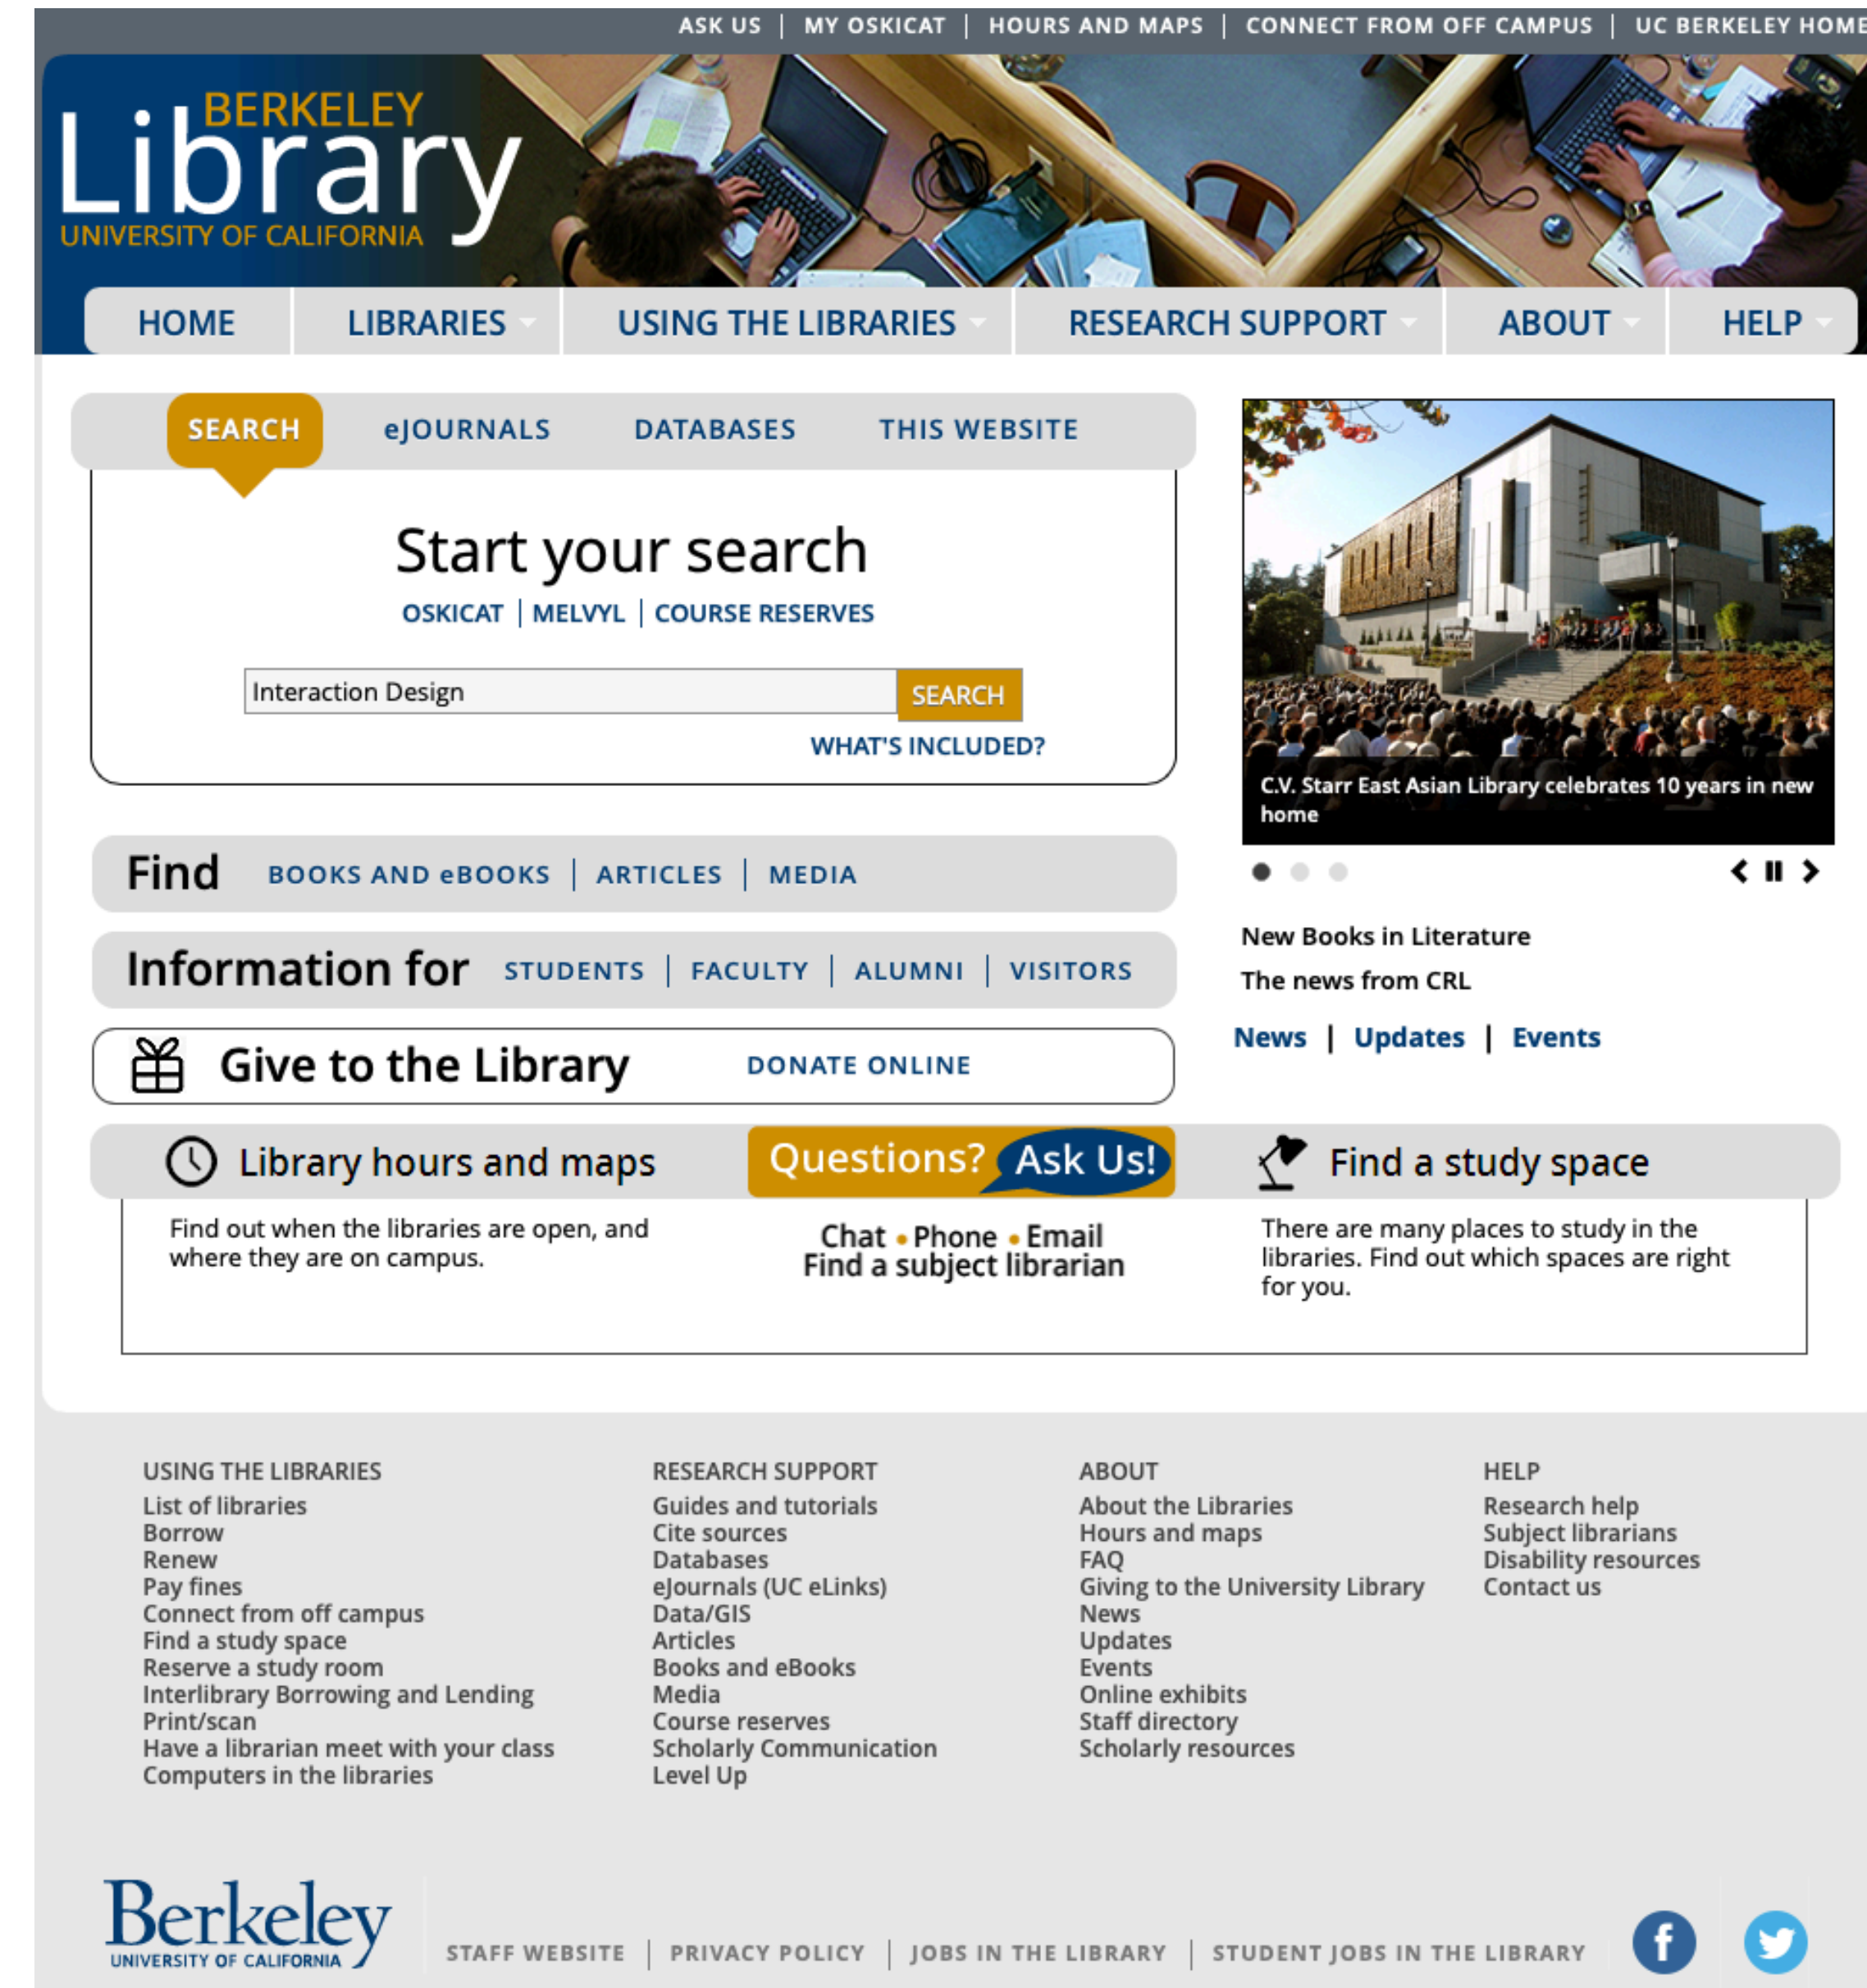 ASK US | MY OSKICAT | HOURS AND MAPS | CONNECT FROM OFF CAMPUS | UC BERKELEY HOME
BERKELEY
Library
UNIVERSITY OF CALIFORNIA
HOME LIBRARIES USING THE LIBRARIES RESEARCH SUPPORT ABOUT HELP
SEARCH eJOURNALS DATABASES THIS WEBSITE
Start your search
OSKICAT | MELVYL | COURSE RESERVES
Interaction Design SEARCH
WHAT'S INCLUDED?
C.V. Starr East Asian Library celebrates 10 years in new
home
Find BOOKS AND eBOOKS | ARTICLES | MEDIA
Information for STUDENTS | FACULTY | ALUMNI | VISITORS
Give to the Library DONATE ONLINE
New Books in Literature
The news from CRL
News | Updates | Events
Library hours and maps
Find out when the libraries are open, and
where they are on campus.
Questions? Ask Us!
Chat • Phone • Email
Find a subject librarian
Find a study space
There are many places to study in the
libraries. Find out which spaces are right
for you.
USING THE LIBRARIES
List of libraries
Borrow
Renew
Pay fines
Connect from off campus
Find a study space
Reserve a study room
Interlibrary Borrowing and Lending
Print/scan
Have a librarian meet with your class
Computers in the libraries
RESEARCH SUPPORT
Guides and tutorials
Cite sources
Databases
eJournals (UC eLinks)
Data/GIS
Articles
Books and eBooks
Media
Course reserves
Scholarly Communication
Level Up
ABOUT
About the Libraries
Hours and maps
FAQ
Giving to the University Library
News
Updates
Events
Online exhibits
Staff directory
Scholarly resources
HELP
Research help
Subject librarians
Disability resources
Contact us
Berkeley
UNIVERSITY OF CALIFORNIA
STAFF WEBSITE | PRIVACY POLICY | JOBS IN THE LIBRARY | STUDENT JOBS IN THE LIBRARY
f